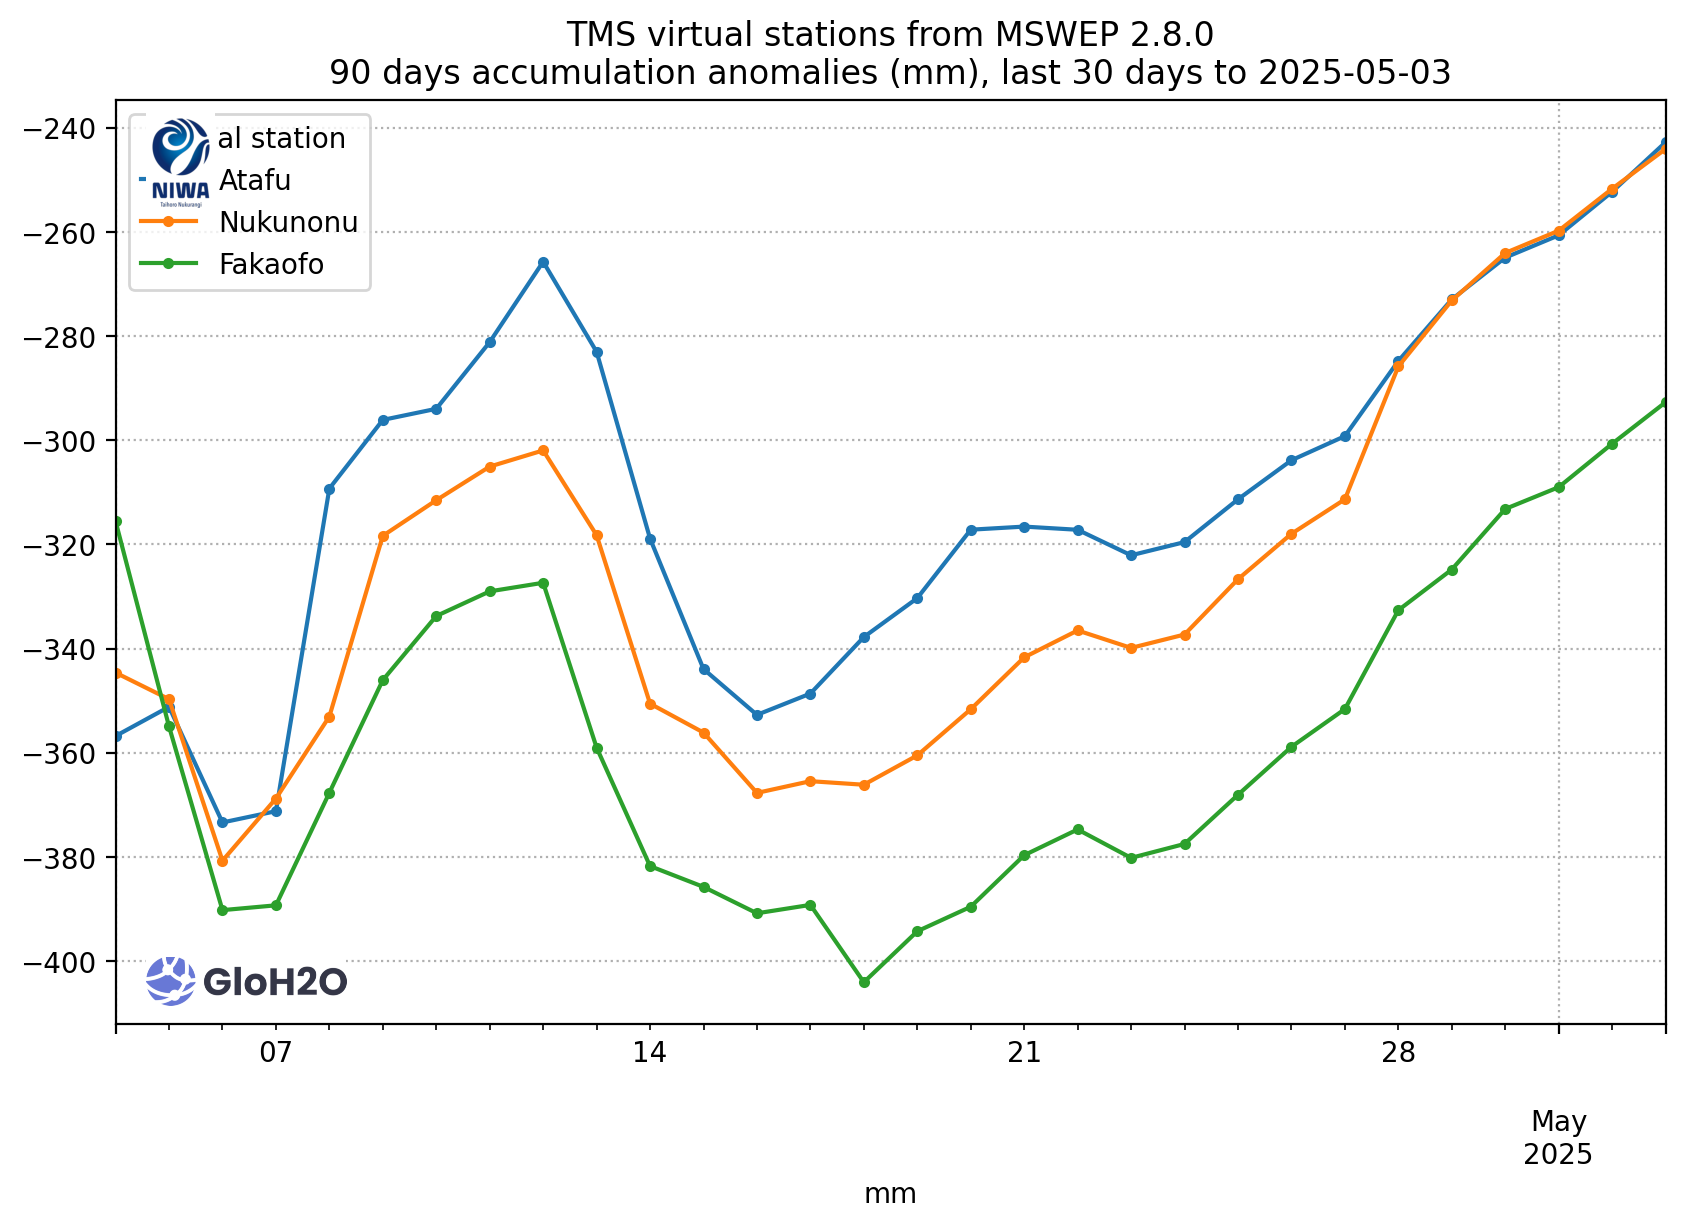 TMS virtual stations from MSWEP 2.8.0
90 days accumulation anomalies (mm), last 30 days to 2025-05-03
−240
−260
−280
−300
−320
−340
−360
−380
−400
al station
Atafu
Nukunonu
Fakaofo
NIWA
Taihoro Nukurangi
GloH2O
07
14
21
28
May
2025
mm